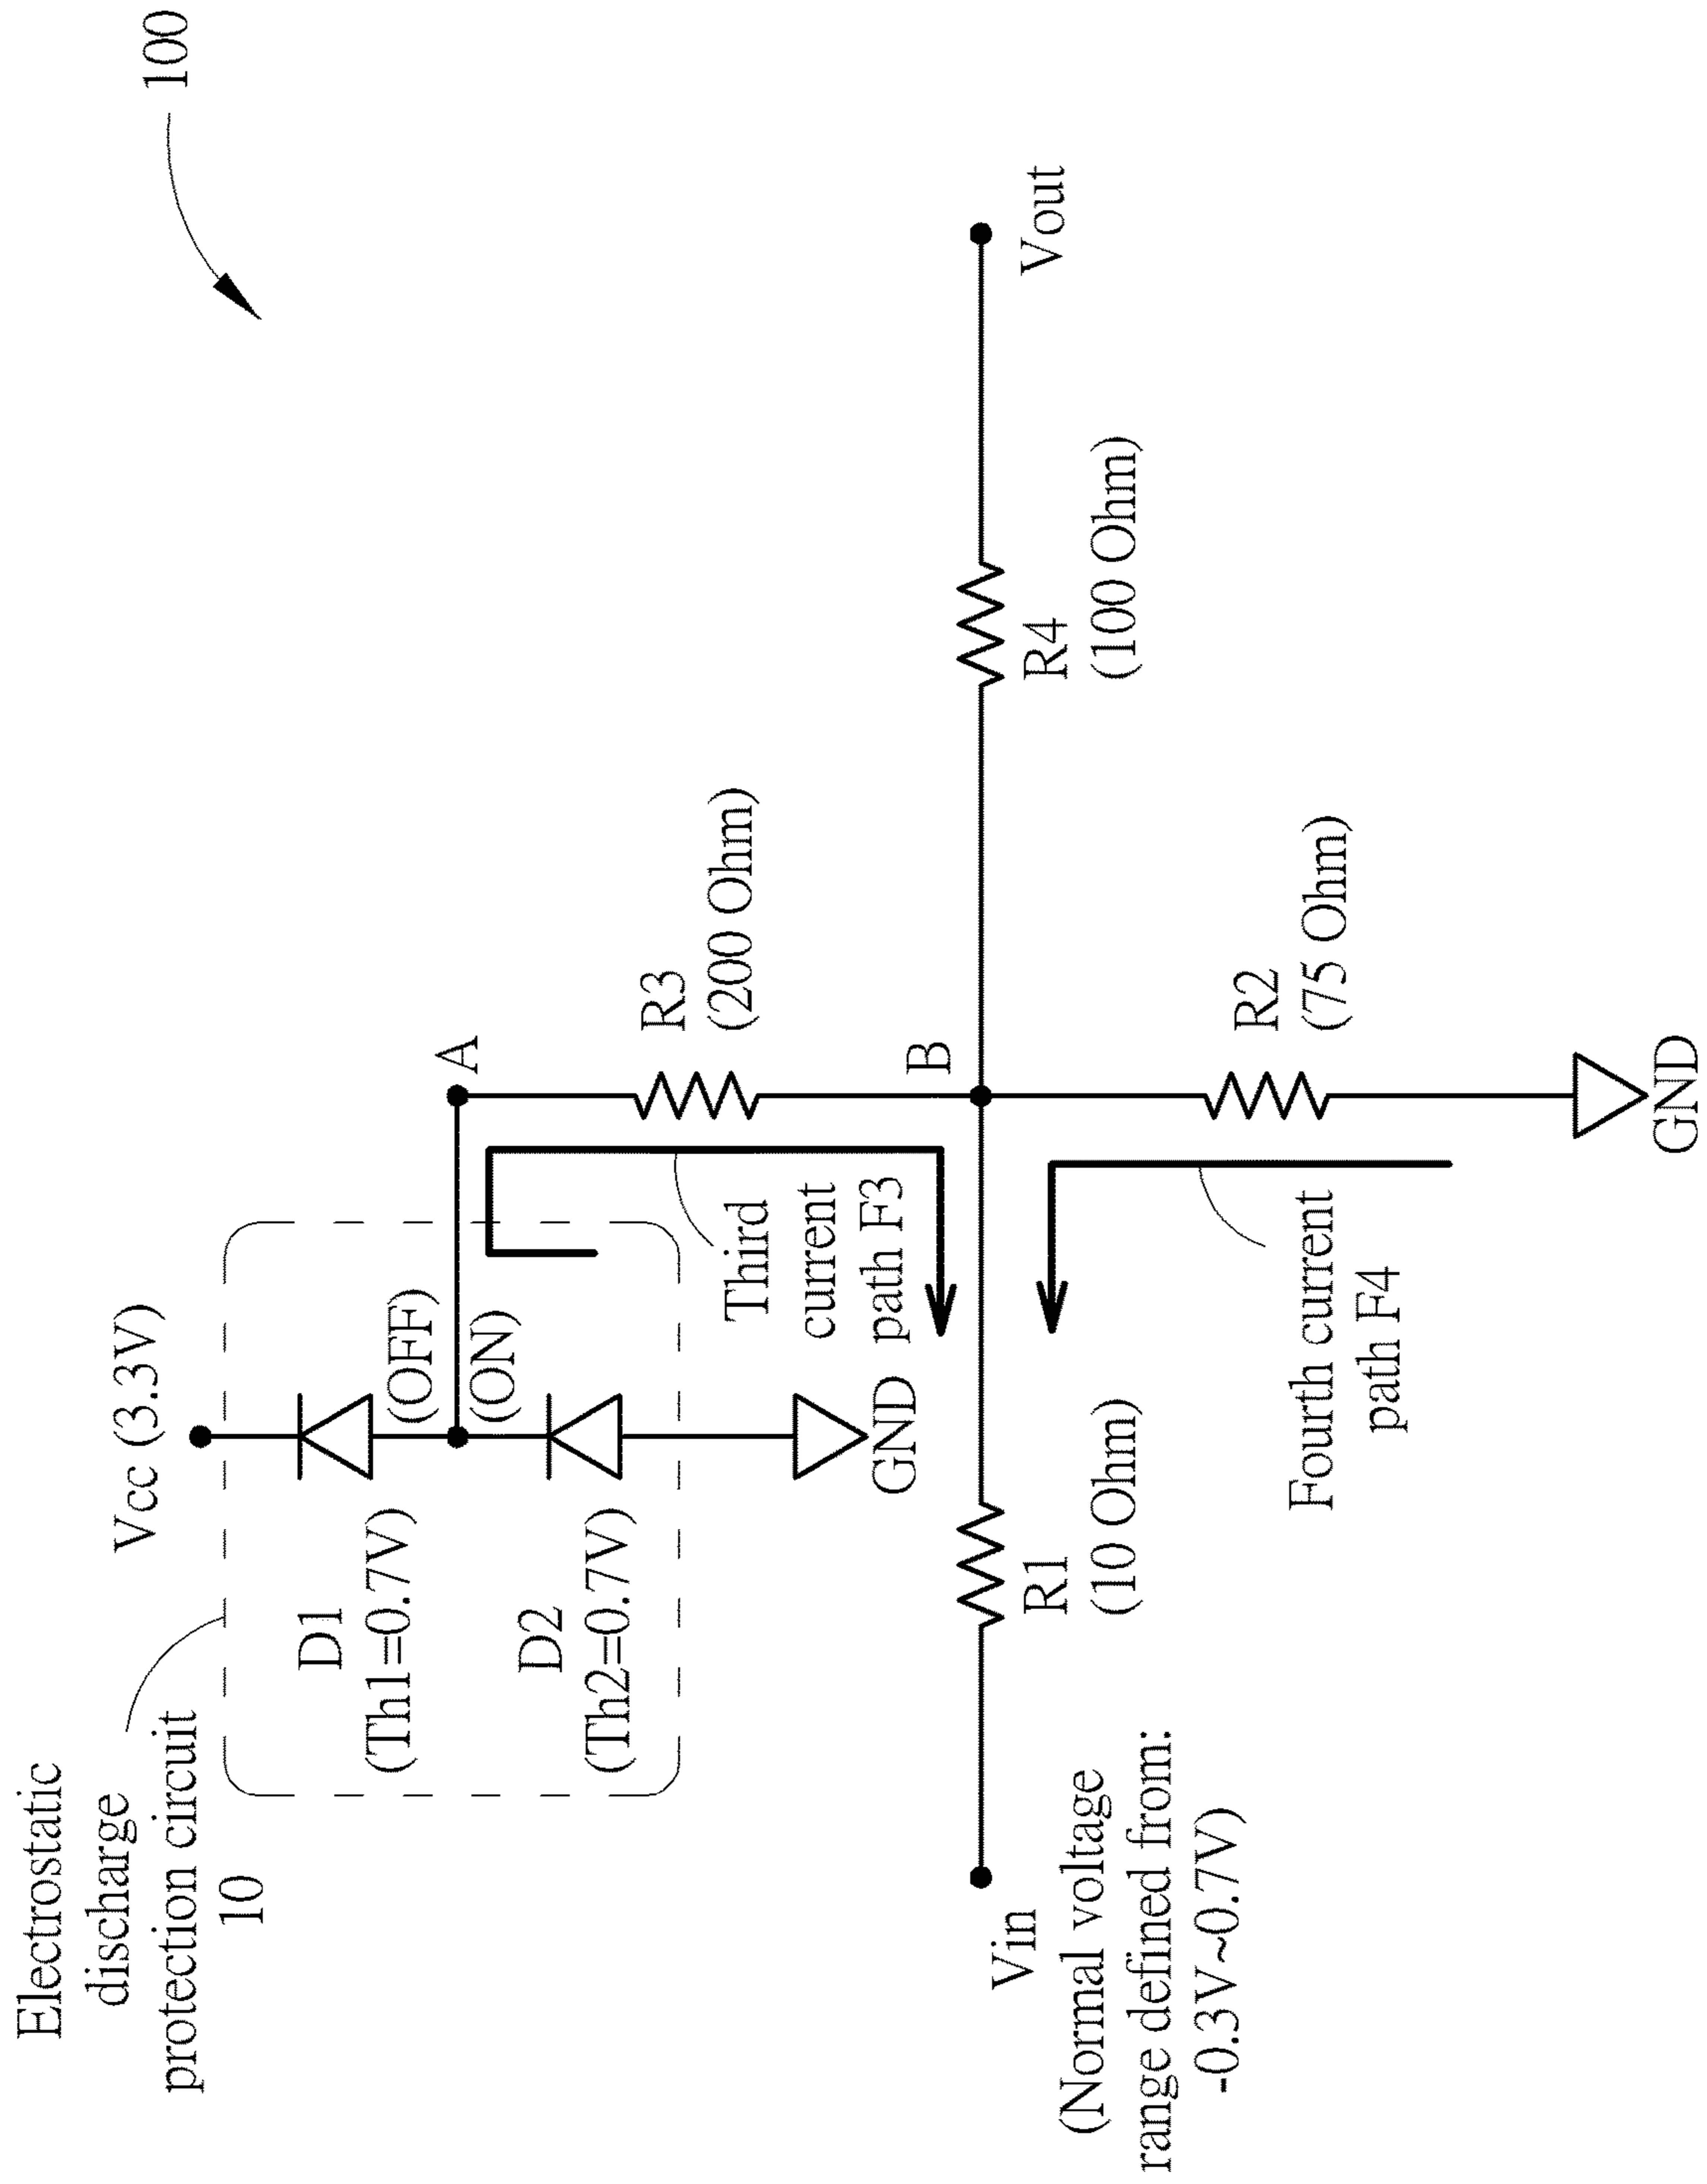 100
Electrostatic
discharge
protection circuit
10
Vcc (3.3V)
D1
(Th1=0.7V)
(OFF)
(ON)
D2
(Th2=0.7V)
GND
A
R3
(200 Ohm)
Third
current
path F3
B
Vin
(Normal voltage
range defined from:
-0.3V~0.7V)
R1
(10 Ohm)
R4
(100 Ohm)
Vout
Fourth current
path F4
R2
(75 Ohm)
GND